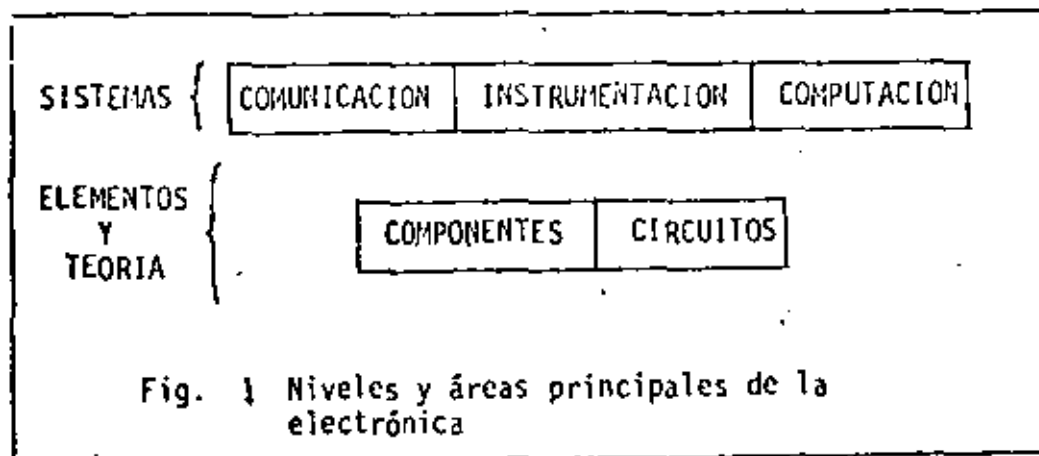 SISTEMAS { COMUNICACION INSTRUMENTACION COMPUTACION
ELEMENTOS
Y
TEORIA
COMPONENTES CIRCUITOS
Fig. 1 Niveles y áreas principales de la
electrónica